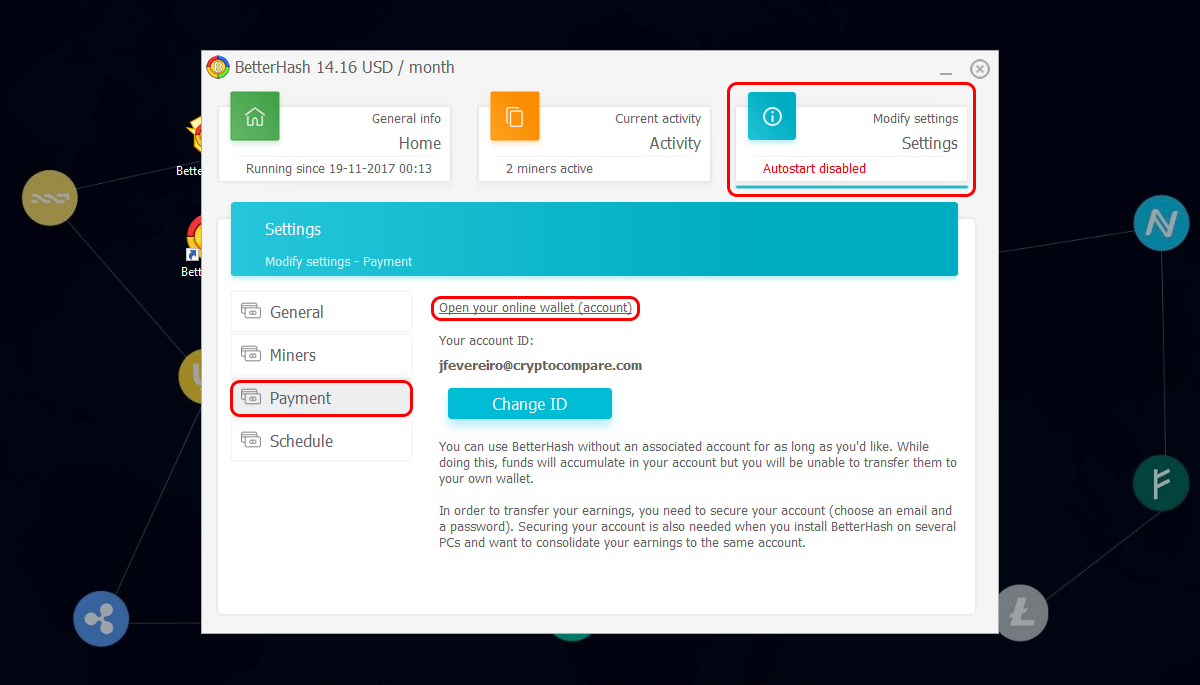 BetterHash 14.16 USD / month
General info
Home
Running since 19-11-2017 00:13
Current activity
Activity
2 miners active
Modify settings
Settings
Autostart disabled
Bette
Bett
Settings
Modify settings - Payment
General
Miners
Payment
Schedule
Open your online wallet (account)
Your account ID:
jfevereiro@cryptocompare.com
Change ID
You can use BetterHash without an associated account for as long as you'd like. While
doing this, funds will accumulate in your account but you will be unable to transfer them to
your own wallet.
In order to transfer your earnings, you need to secure your account (choose an email and
a password). Securing your account is also needed when you install BetterHash on several
PCs and want to consolidate your earnings to the same account.